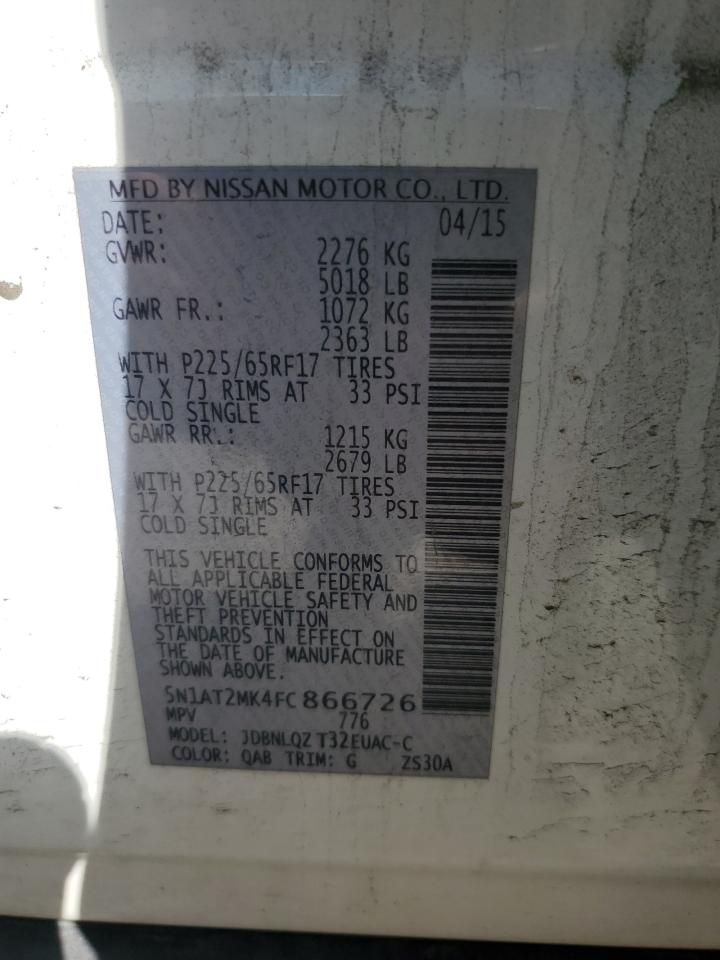 MFD BY NISSAN MOTOR CO., LTD.
DATE: 04/15
GVWR: 2276 KG
5018 LB
GAWR FR.: 1072 KG
2363 LB
WITH P225/65RF17 TIRES
17 X 7J RIMS AT 33 PSI
COLD SINGLE
GAWR RR.: 1215 KG
2679 LB
WITH P225/65RF17 TIRES
17 X 7J RIMS AT 33 PSI
COLD SINGLE
THIS VEHICLE CONFORMS TO
ALL APPLICABLE FEDERAL
MOTOR VEHICLE SAFETY AND
THEFT PREVENTION
STANDARDS IN EFFECT ON
THE DATE OF MANUFACTURE
SHOWN ABOVE.
5N1AT2MK4FC866726
MPV 776
MODEL: JDBNLQZ T32EUAC-C
COLOR: QAB TRIM: G ZS30A